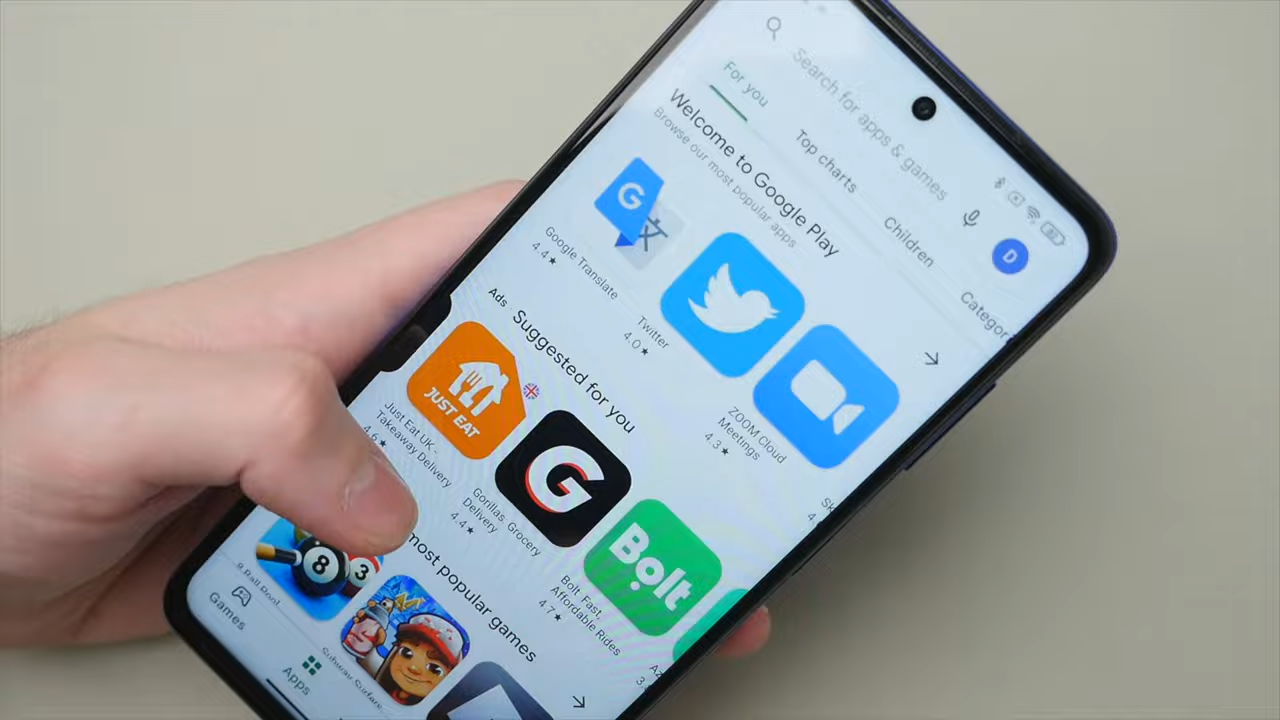 Search for apps & games
D
For you
Top charts
Children
Categor
Welcome to Google Play
Browse our most popular apps
G
文
Google Translate
4.4★
Twitter
4.0★
ZOOM Cloud
Meetings
4.3★
Ads
Suggested for you
JUST EAT
Just Eat UK -
Takeaway Delivery
4.6★
G
Gorillas: Grocery
Delivery
4.4★
Bolt
Bolt: Fast,
Affordable Rides
4.7★
most popular games
8
3
8 Ball Pool
Subway Surfers
Games
Apps